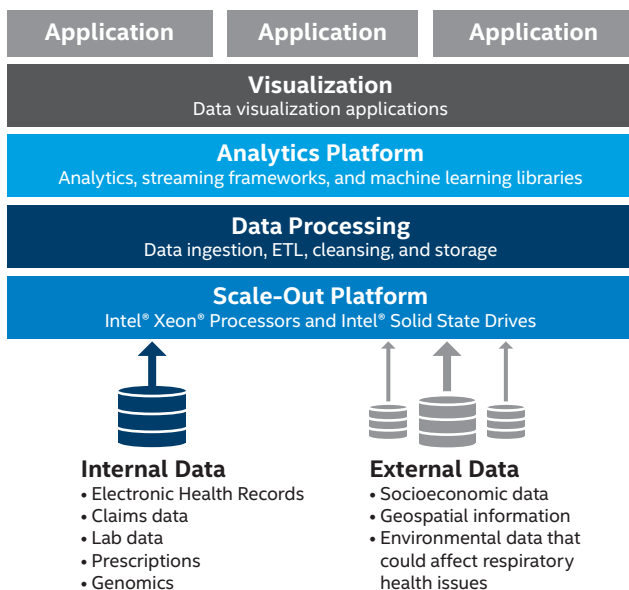 Application Application Application
Visualization
Data visualization applications
Analytics Platform
Analytics, streaming frameworks, and machine learning libraries
Data Processing
Data ingestion, ETL, cleansing, and storage
Scale-Out Platform
Intel® Xeon® Processors and Intel® Solid State Drives
Internal Data
• Electronic Health Records
• Claims data
• Lab data
• Prescriptions
• Genomics
External Data
• Socioeconomic data
• Geospatial information
• Environmental data that
could affect respiratory
health issues